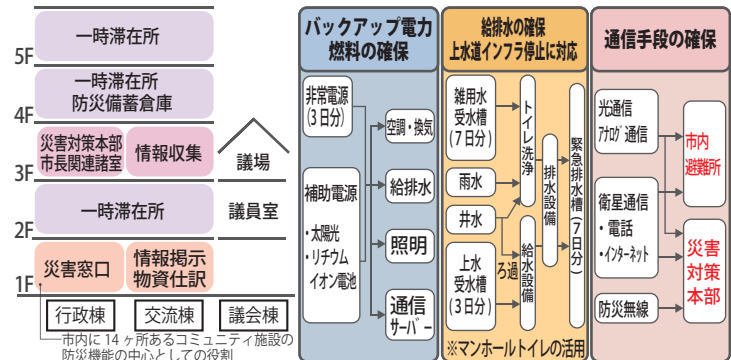 5F
一時滞在所
4F
一時滞在所
防災備蓄倉庫
3F
災害対策本部
市長関連諸室
情報収集
議場
2F
一時滞在所
議員室
1F
災害窓口
情報掲示
物資仕訳
行政棟
交流棟
議会棟
市内に 14 ヶ所あるコミュニティ施設の
防災機能の中心としての役割
バックアップ電力
燃料の確保
非常電源
(3 日分)
補助電源
・太陽光
・リチウム
イオン電池
空調・換気
給排水
照明
通信
サーバー
給排水の確保
上水道インフラ停止に対応
雑用水
受水槽
(7 日分)
雨水
井水
上水
受水槽
(3 日分)
ろ過
トイレ洗浄
給水設備
排水設備
緊急排水槽(7日分)
※マンホールトイレの活用
通信手段の確保
光通信
アナログ通信
衛星通信
・電話
・インターネット
防災無線
市内
避難所
災害
対策
本部